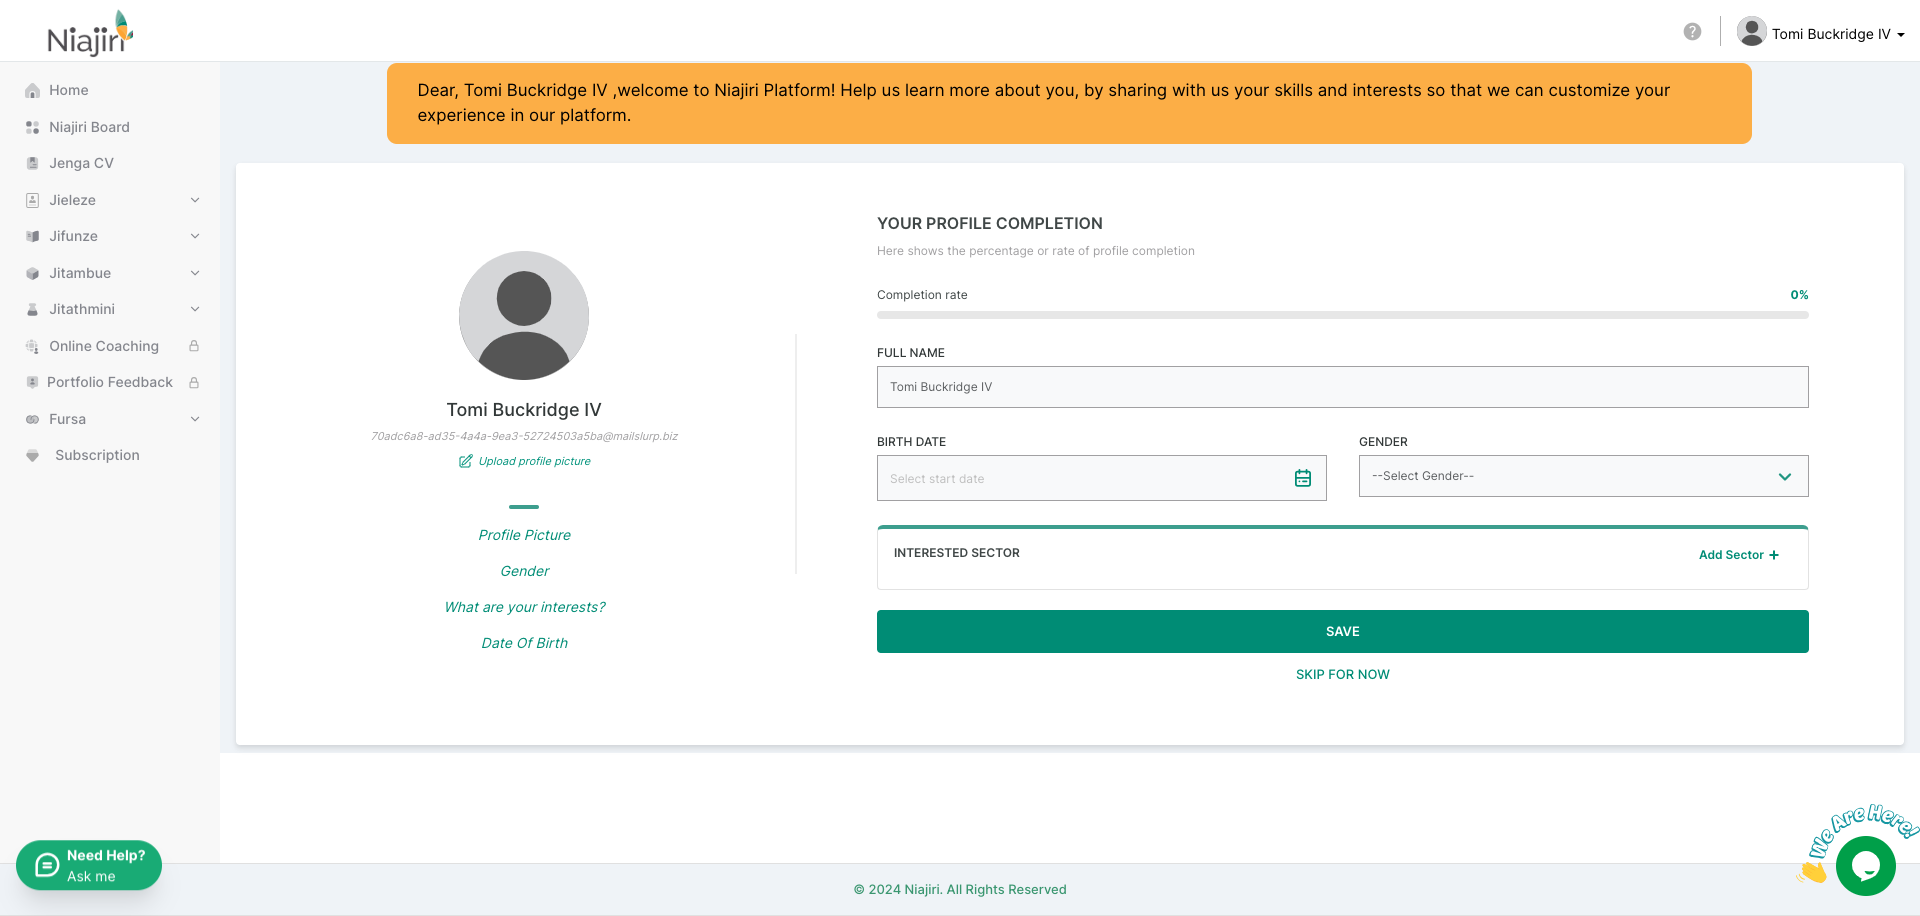 Niajiri
Tomi Buckridge IV
Home
Niajiri Board
Jenga CV
Jieleze
Jifunze
Jitambue
Jitathmini
Online Coaching
Portfolio Feedback
Fursa
Subscription
Dear, Tomi Buckridge IV ,welcome to Niajiri Platform! Help us learn more about you, by sharing with us your skills and interests so that we can customize your
experience in our platform.
Tomi Buckridge IV
70adc6a8-ad35-4a4a-9ea3-52724503a5ba@mailslurp.biz
Upload profile picture
Profile Picture
Gender
What are your interests?
Date Of Birth
YOUR PROFILE COMPLETION
Here shows the percentage or rate of profile completion
Completion rate 0%
FULL NAME
Tomi Buckridge IV
BIRTH DATE GENDER
Select start date --Select Gender--
INTERESTED SECTOR Add Sector +
SAVE
SKIP FOR NOW
We Are Here!
Need Help?
Ask me
© 2024 Niajiri. All Rights Reserved